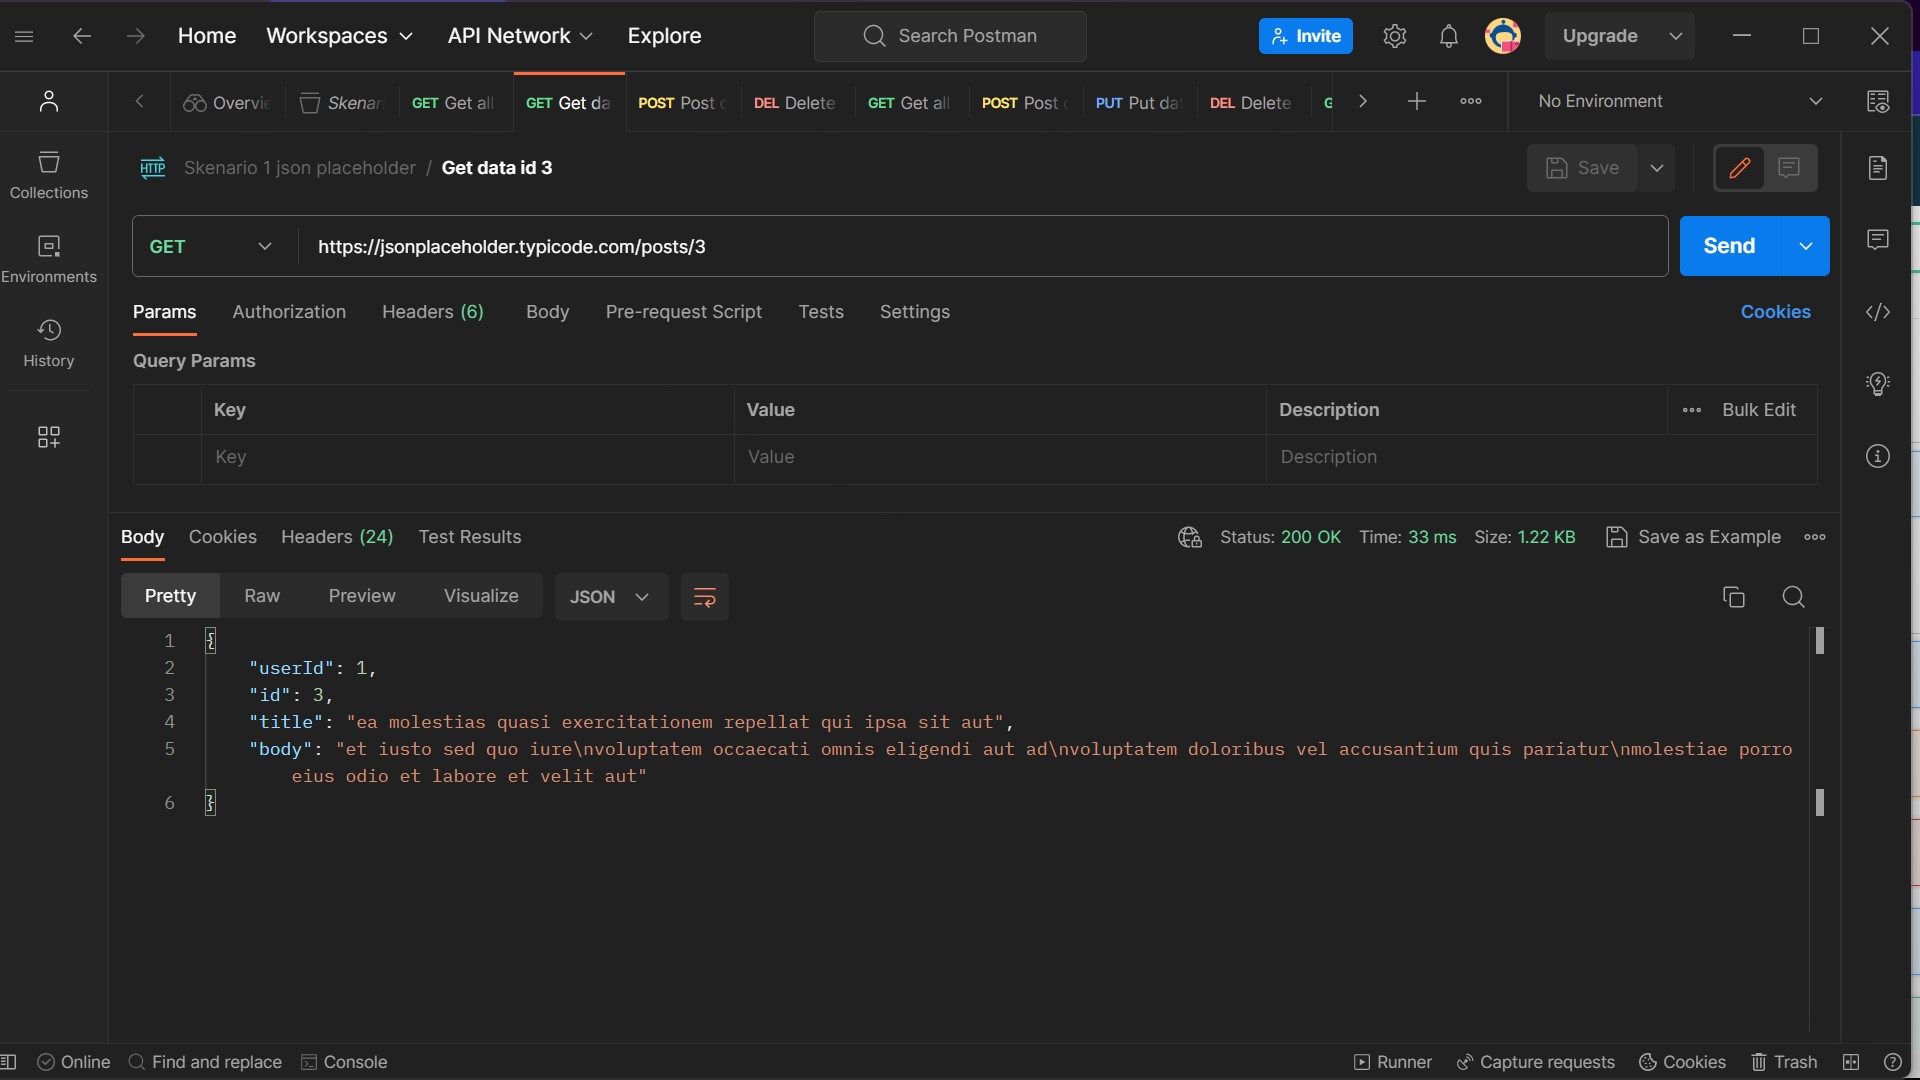 Home Workspaces API Network Explore Search Postman Invite Upgrade
Overvie Skenar GET Get all GET Get da POST Post DEL Delete GET Get all POST Post PUT Put da DEL Delete G No Environment
HTTP Skenario 1 json placeholder / Get data id 3 Save
Collections
GET https://jsonplaceholder.typicode.com/posts/3 Send
Environments
Params Authorization Headers (6) Body Pre-request Script Tests Settings Cookies
History
Query Params
Key Value Description Bulk Edit
Key Value Description
Body Cookies Headers (24) Test Results Status: 200 OK Time: 33 ms Size: 1.22 KB Save as Example
Pretty Raw Preview Visualize JSON
1 {
2 "userId": 1,
3 "id": 3,
4 "title": "ea molestias quasi exercitationem repellat qui ipsa sit aut",
5 "body": "et iusto sed quo iure\nvoluptatem occaecati omnis eligendi aut ad\nvoluptatem doloribus vel accusantium quis pariatur\nmolestiae porro
eius odio et labore et velit aut"
6 }
Online Find and replace Console Runner Capture requests Cookies Trash